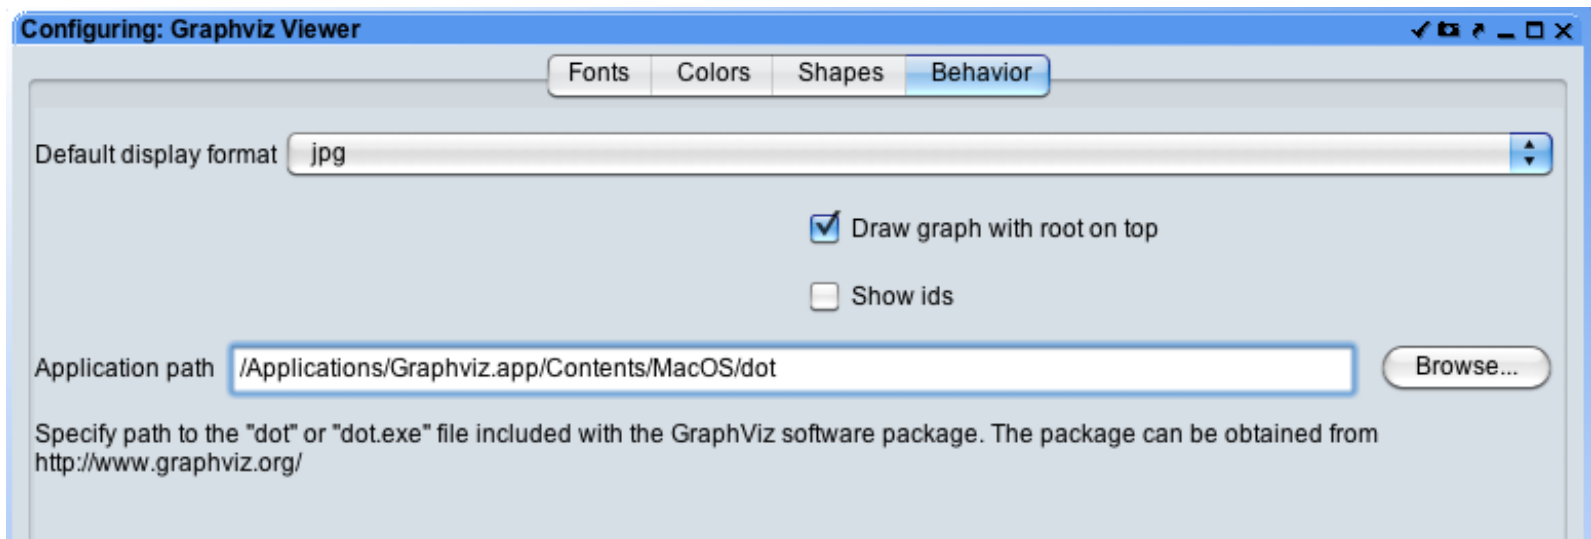 Configuring: Graphviz Viewer
Fonts Colors Shapes Behavior
Default display format jpg
Draw graph with root on top
Show ids
Application path /Applications/Graphviz.app/Contents/MacOS/dot Browse...
Specify path to the "dot" or "dot.exe" file included with the GraphViz software package. The package can be obtained from
http://www.graphviz.org/